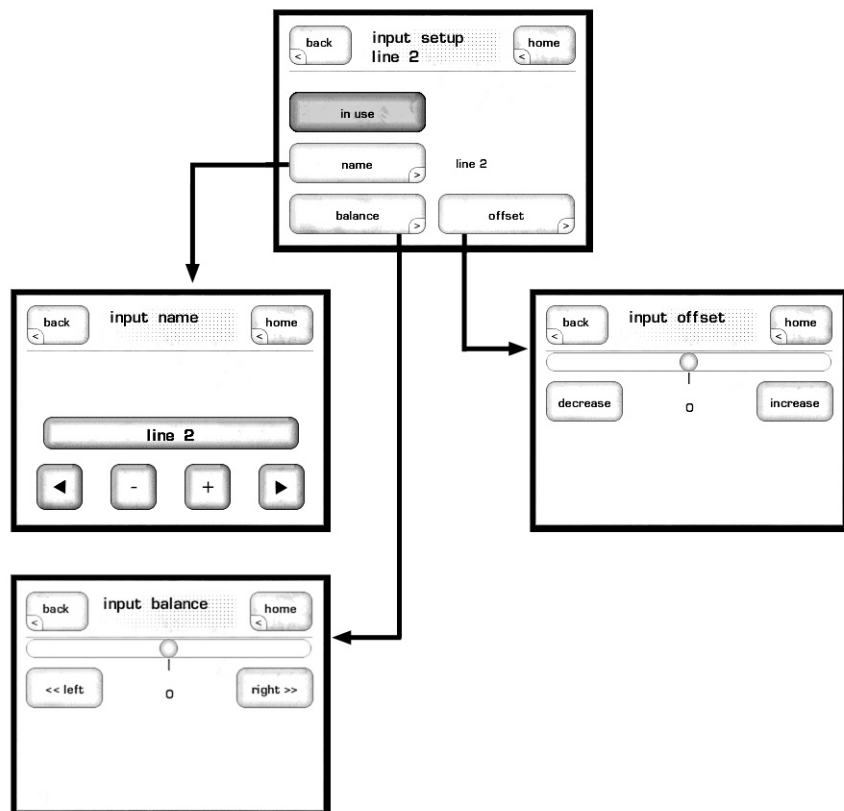 back
input setup
line 2
home
<
<
in use
name
>
line 2
balance
>
offset
>
back
<
input name
home
<
line 2
◀ - + ▶
back
<
input offset
home
<
decrease
0
increase
back
<
input balance
home
<
<< left
0
right >>